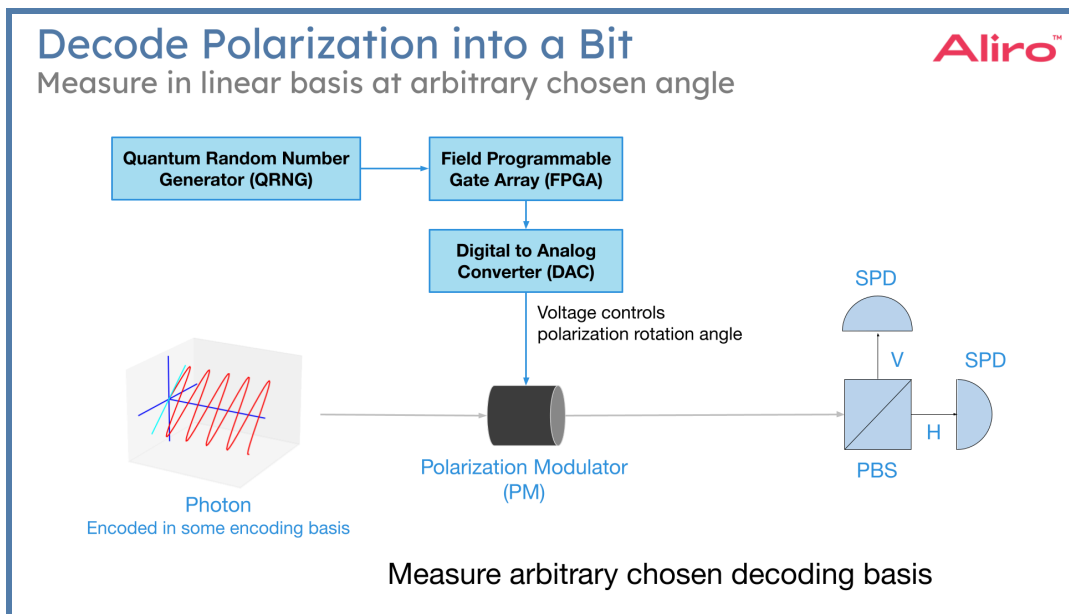 Decode Polarization into a Bit
Aliro™
Measure in linear basis at arbitrary chosen angle
Quantum Random Number
Generator (QRNG)
Field Programmable
Gate Array (FPGA)
Digital to Analog
Converter (DAC)
Voltage controls
polarization rotation angle
SPD
V
SPD
H
PBS
Polarization Modulator
(PM)
Photon
Encoded in some encoding basis
Measure arbitrary chosen decoding basis